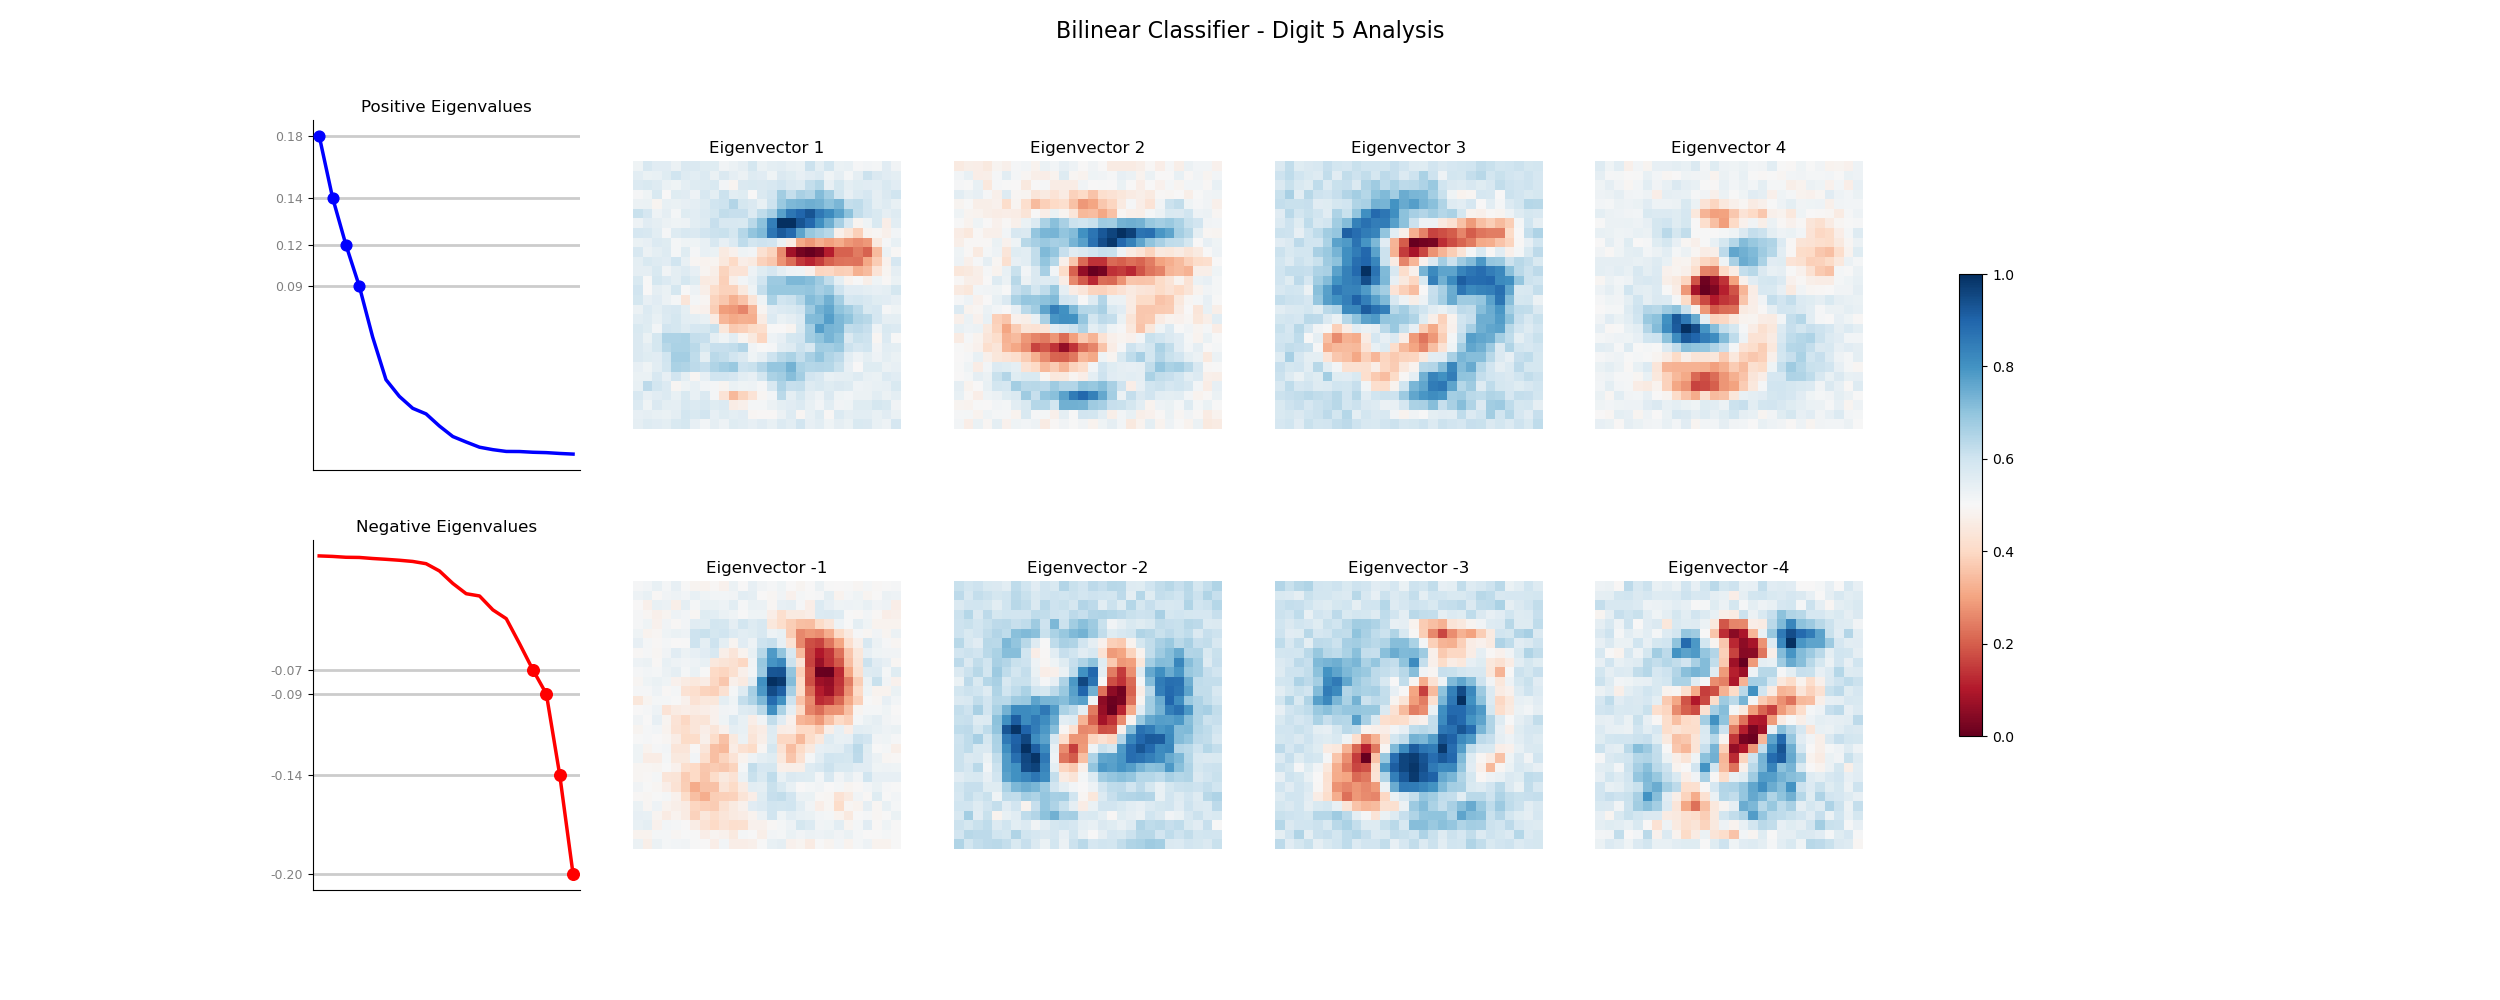 Bilinear Classifier - Digit 5 Analysis
Positive Eigenvalues
0.18
0.14
0.12
0.09
Eigenvector 1
Eigenvector 2
Eigenvector 3
Eigenvector 4
Negative Eigenvalues
-0.07
-0.09
-0.14
-0.20
Eigenvector -1
Eigenvector -2
Eigenvector -3
Eigenvector -4
1.0
0.8
0.6
0.4
0.2
0.0